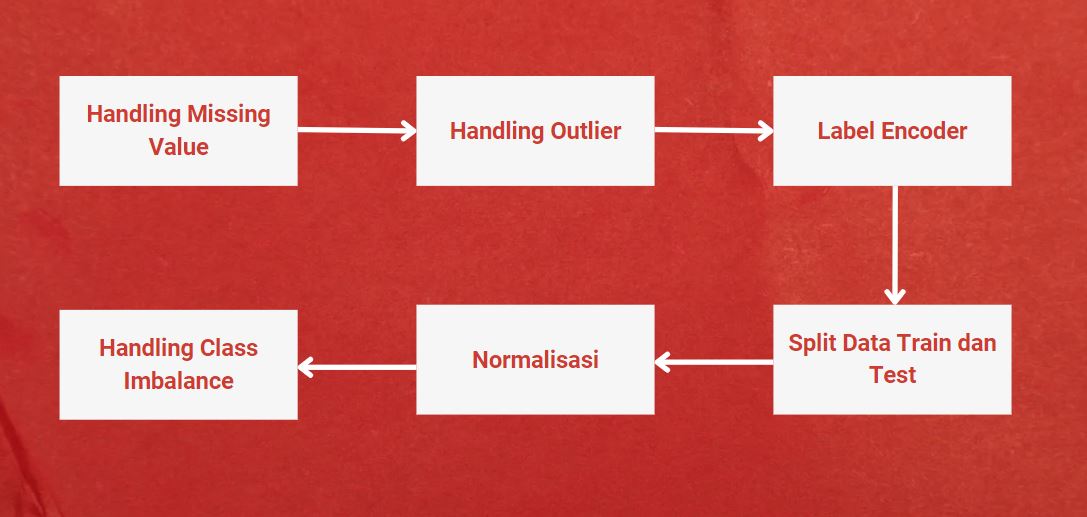 Handling Missing
Value
Handling Outlier
Label Encoder
Split Data Train dan
Test
Normalisasi
Handling Class
Imbalance